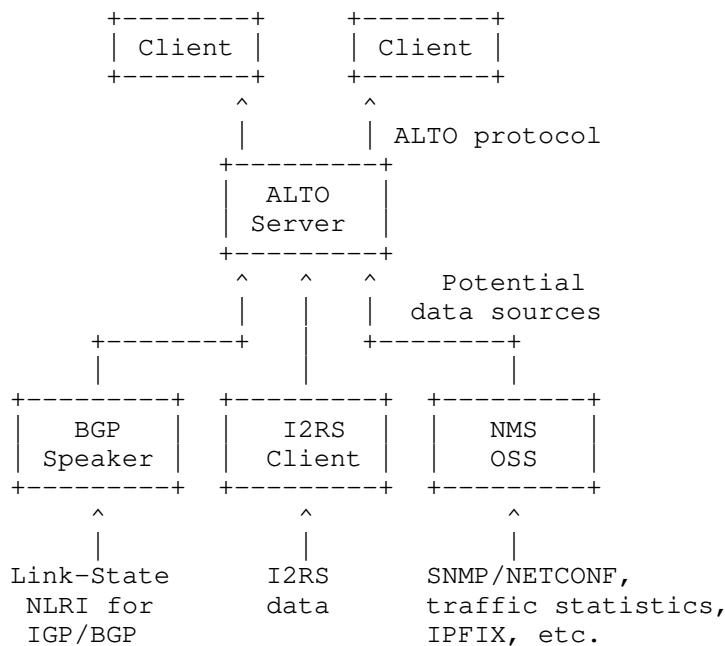 Client Client
ALTO protocol
ALTO
Server
Potential
data sources
BGP I2RS NMS
Speaker Client OSS
Link-State I2RS SNMP/NETCONF,
NLRI for data traffic statistics,
IGP/BGP IPFIX, etc.